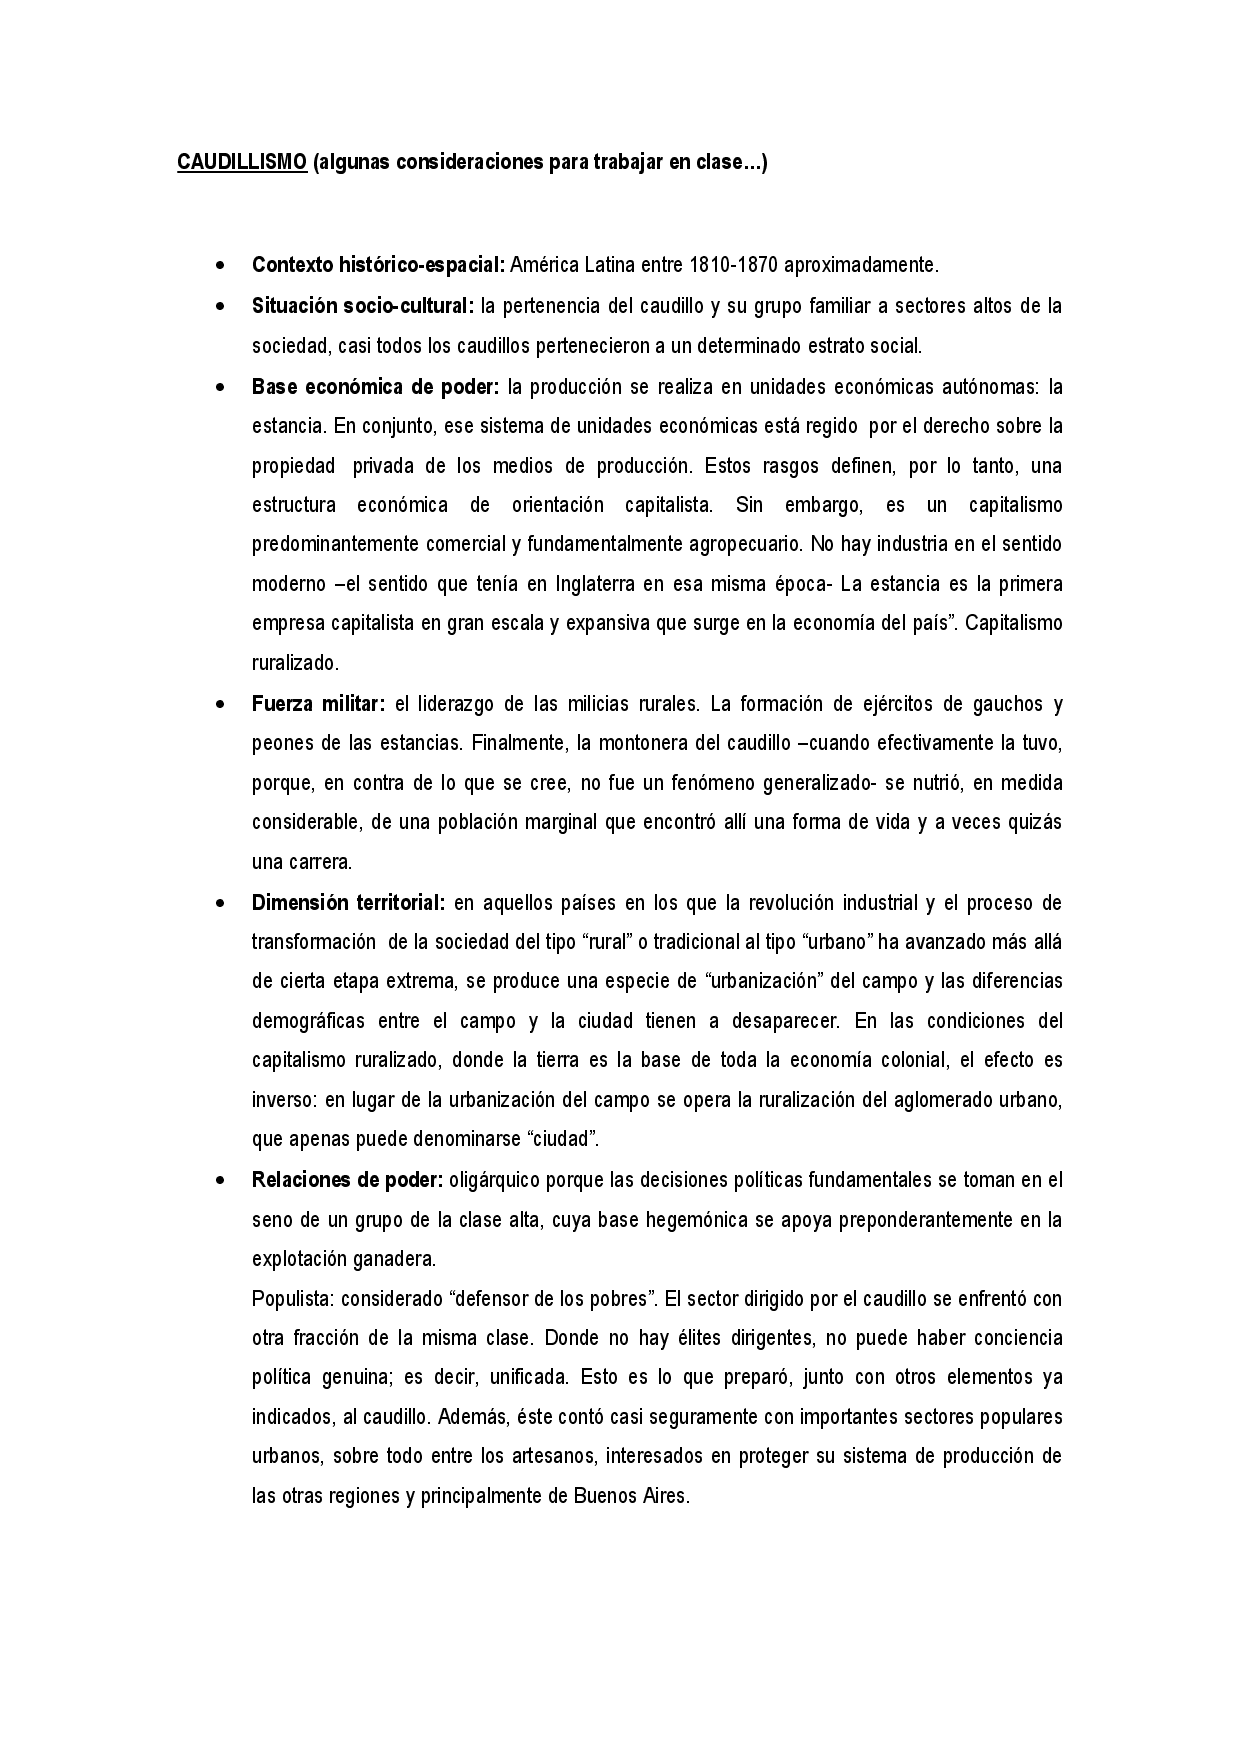 CAUDILLISMO (algunas consideraciones para trabajar en clase…)
• Contexto histórico-espacial: América Latina entre 1810-1870 aproximadamente.
• Situación socio-cultural: la pertenencia del caudillo y su grupo familiar a sectores altos de la
sociedad, casi todos los caudillos pertenecieron a un determinado estrato social.
• Base económica de poder: la producción se realiza en unidades económicas autónomas: la
estancia. En conjunto, ese sistema de unidades económicas está regido por el derecho sobre la
propiedad privada de los medios de producción. Estos rasgos definen, por lo tanto, una
estructura económica de orientación capitalista. Sin embargo, es un capitalismo
predominantemente comercial y fundamentalmente agropecuario. No hay industria en el sentido
moderno –el sentido que tenía en Inglaterra en esa misma época- La estancia es la primera
empresa capitalista en gran escala y expansiva que surge en la economía del país”. Capitalismo
ruralizado.
• Fuerza militar: el liderazgo de las milicias rurales. La formación de ejércitos de gauchos y
peones de las estancias. Finalmente, la montonera del caudillo –cuando efectivamente la tuvo,
porque, en contra de lo que se cree, no fue un fenómeno generalizado- se nutrió, en medida
considerable, de una población marginal que encontró allí una forma de vida y a veces quizás
una carrera.
• Dimensión territorial: en aquellos países en los que la revolución industrial y el proceso de
transformación de la sociedad del tipo “rural” o tradicional al tipo “urbano” ha avanzado más allá
de cierta etapa extrema, se produce una especie de “urbanización” del campo y las diferencias
demográficas entre el campo y la ciudad tienen a desaparecer. En las condiciones del
capitalismo ruralizado, donde la tierra es la base de toda la economía colonial, el efecto es
inverso: en lugar de la urbanización del campo se opera la ruralización del aglomerado urbano,
que apenas puede denominarse “ciudad”.
• Relaciones de poder: oligárquico porque las decisiones políticas fundamentales se toman en el
seno de un grupo de la clase alta, cuya base hegemónica se apoya preponderantemente en la
explotación ganadera.
Populista: considerado “defensor de los pobres”. El sector dirigido por el caudillo se enfrentó con
otra fracción de la misma clase. Donde no hay élites dirigentes, no puede haber conciencia
política genuina; es decir, unificada. Esto es lo que preparó, junto con otros elementos ya
indicados, al caudillo. Además, éste contó casi seguramente con importantes sectores populares
urbanos, sobre todo entre los artesanos, interesados en proteger su sistema de producción de
las otras regiones y principalmente de Buenos Aires.